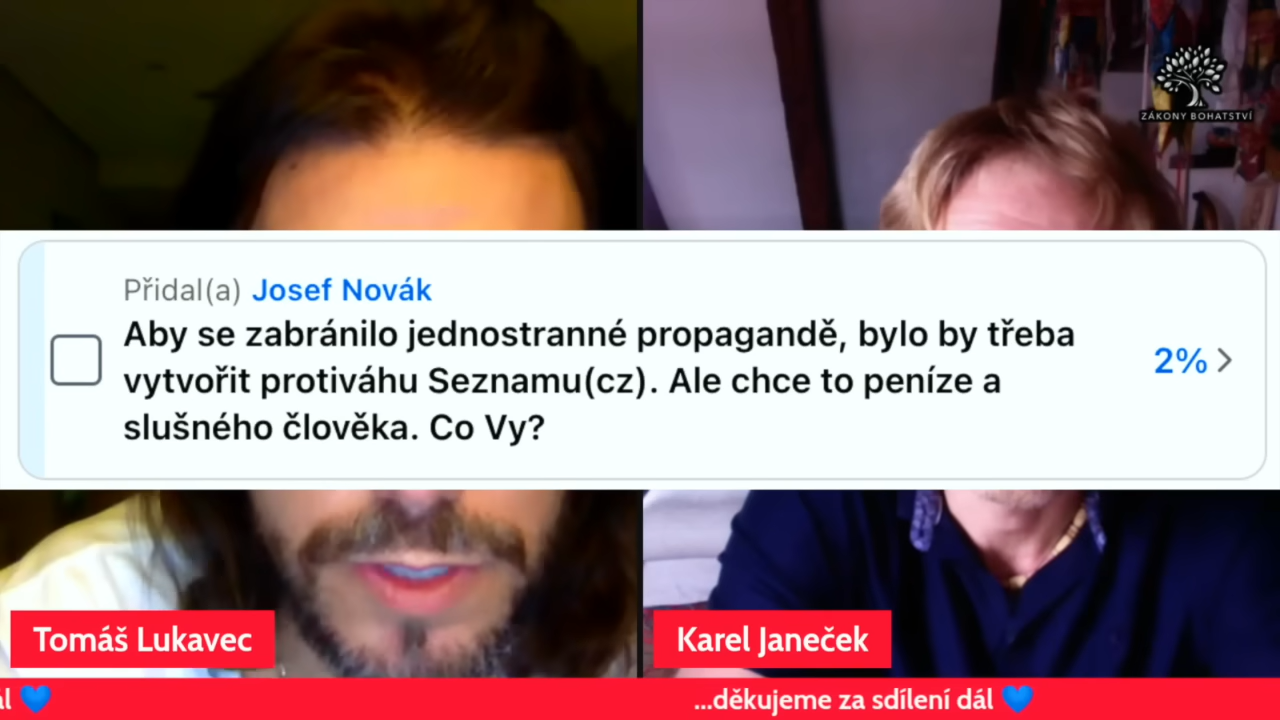 ZÁKONY BOHATSTVÍ
Přidal(a) Josef Novák
Aby se zabránilo jednostranné propagandě, bylo by třeba
vytvořit protiváhu Seznamu(cz). Ale chce to peníze a
slušného člověka. Co Vy?
2%
Tomáš Lukavec
Karel Janeček
ál 💙
...děkujeme za sdílení dál 💙